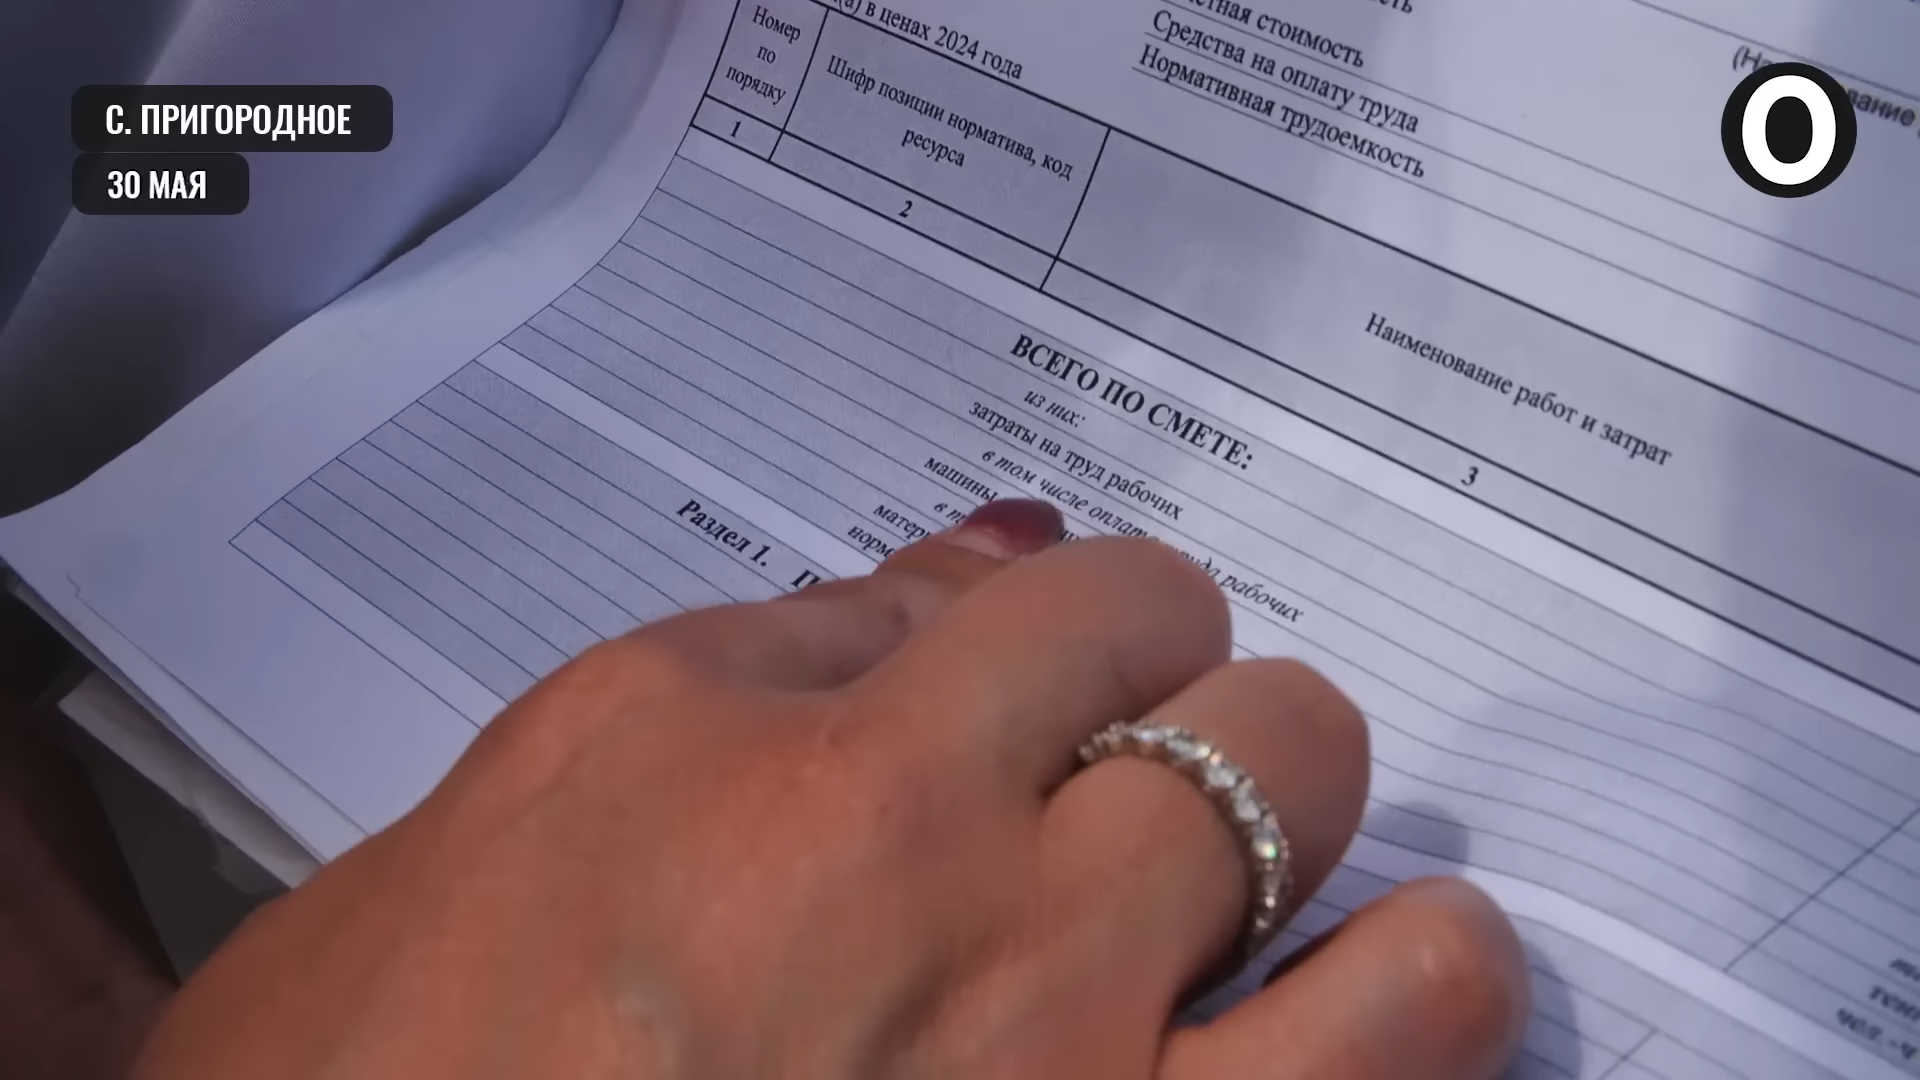 С. ПРИГОРОДНОЕ
30 МАЯ
О
в ценах 2024 года
стоимость
Средства на оплату труда
Нормативная трудоемкость
Номер
по
порядку
Шифр позиции норматива, код
ресурса
Наименование работ и затрат
1
2
3
ВСЕГО ПО СМЕТЕ:
из них:
затраты на труд рабочих
в том числе рабочих
машины
в
Раздел 1.